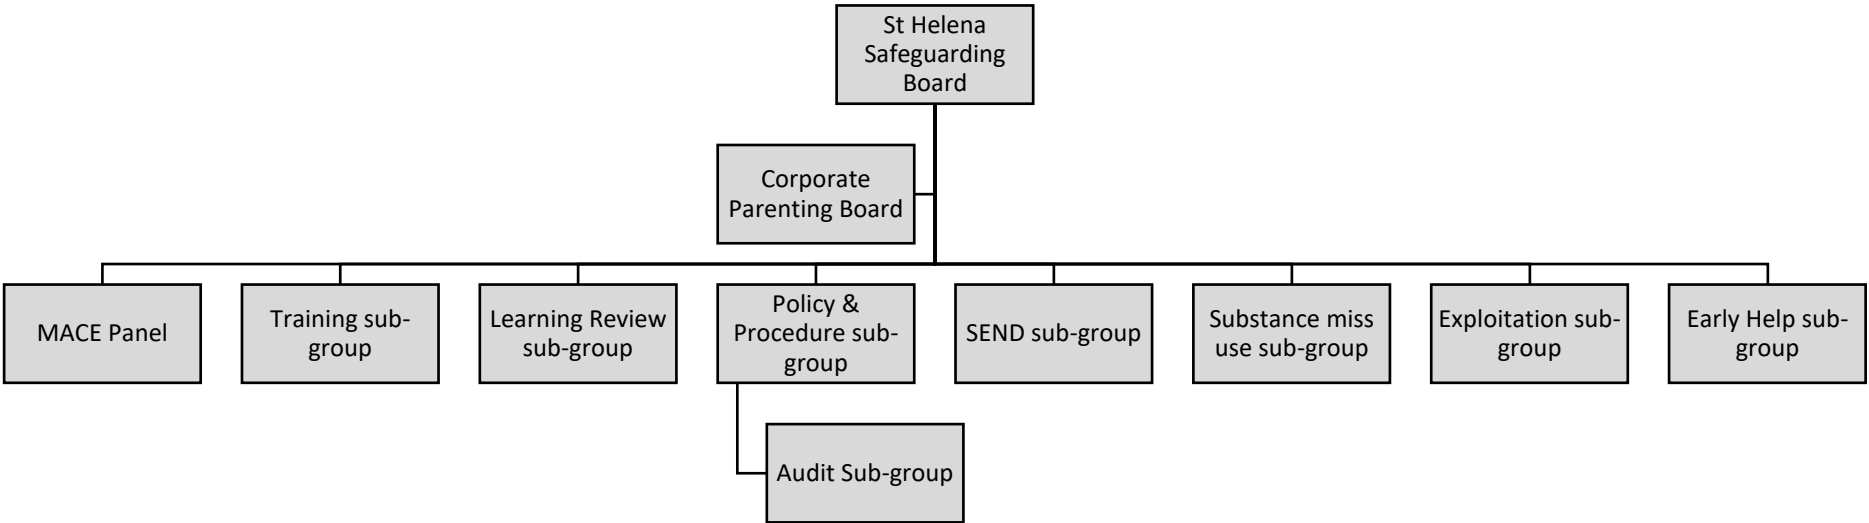 St Helena
Safeguarding
Board
Corporate
Parenting Board
MACE Panel
Training sub-
group
Learning Review
sub-group
Policy &
Procedure sub-
group
SEND sub-group
Substance miss
use sub-group
Exploitation sub-
group
Early Help sub-
group
Audit Sub-group